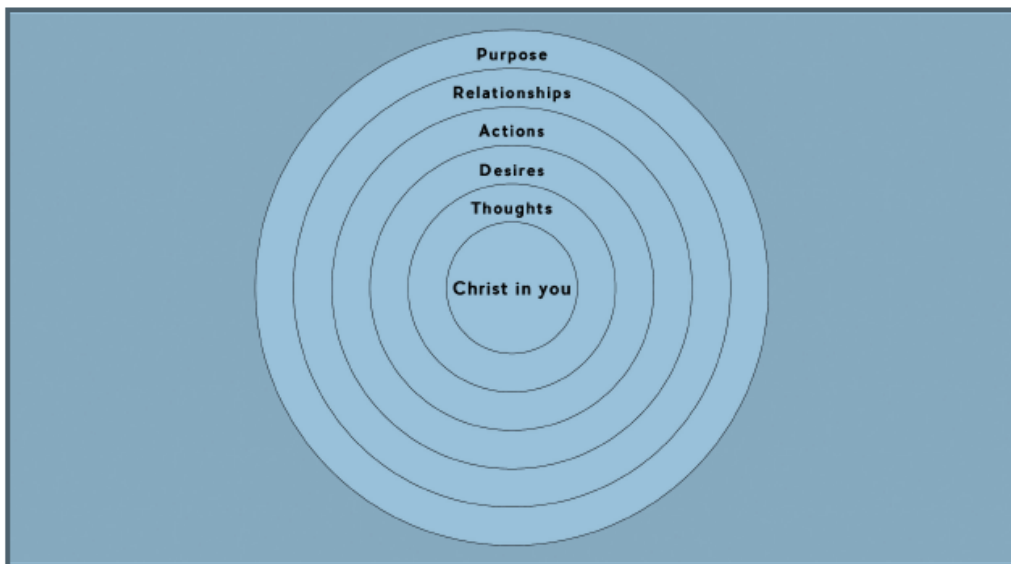 Purpose
Relationships
Actions
Desires
Thoughts
Christ in you